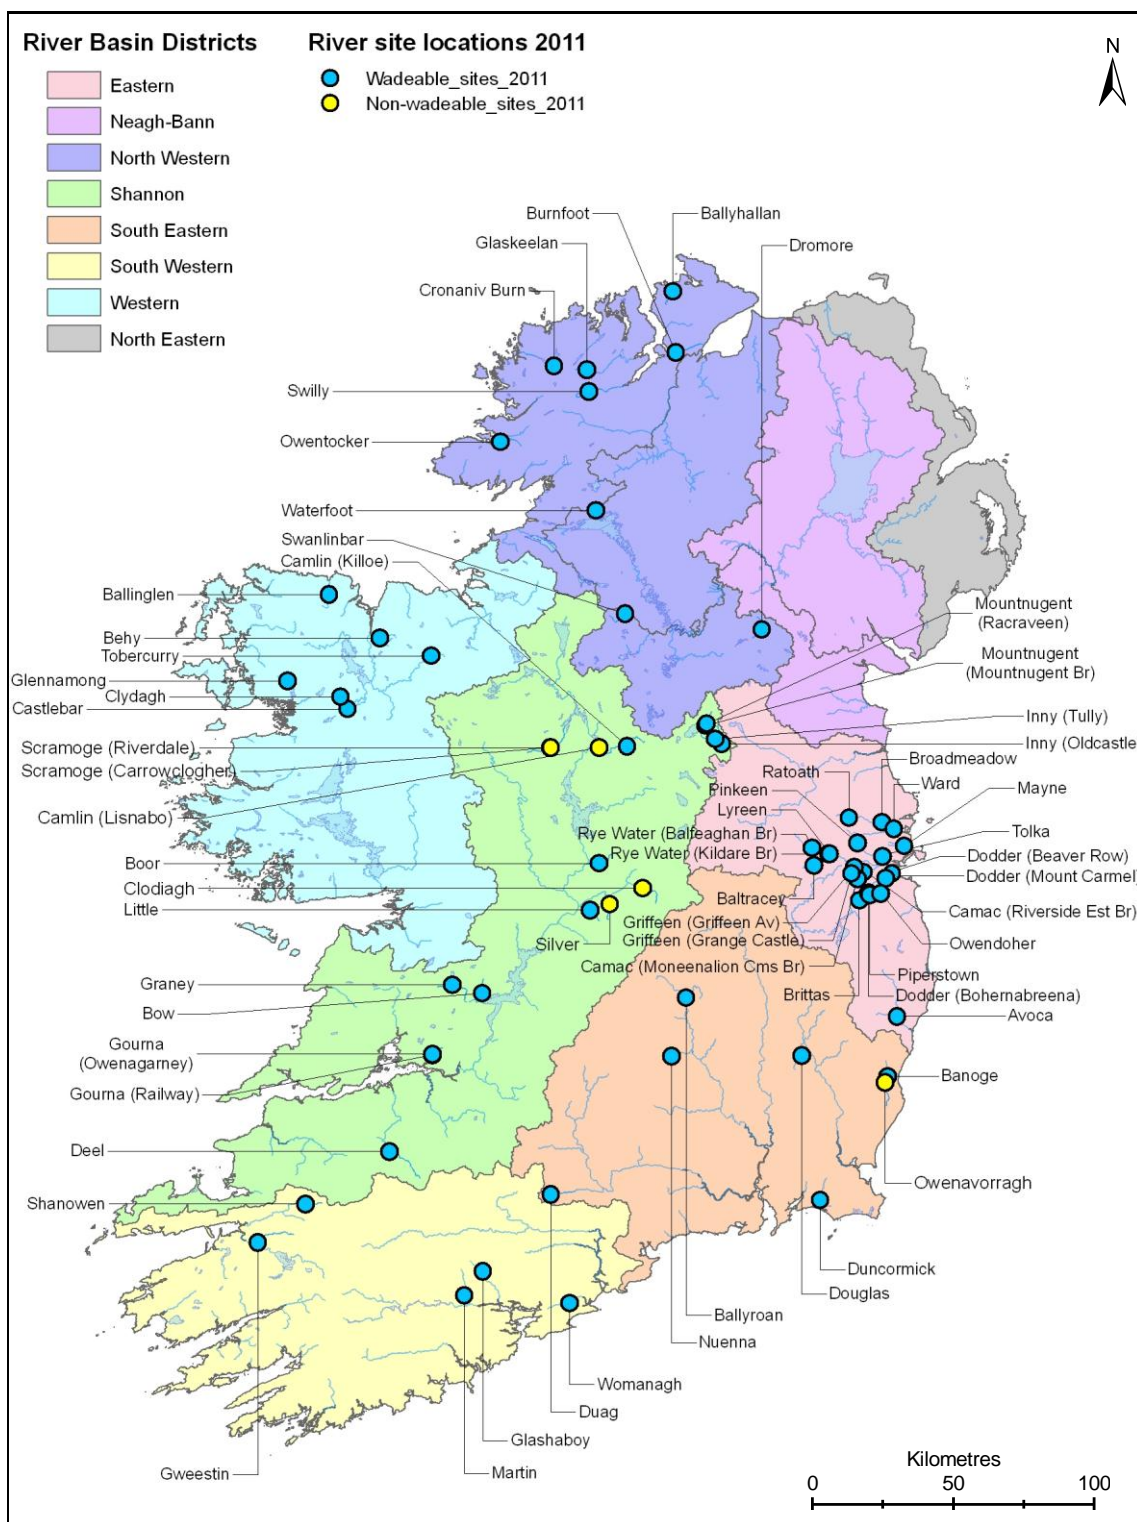 River Basin Districts
Eastern
Neagh-Bann
North Western
Shannon
South Eastern
South Western
Western
North Eastern
River site locations 2011
Wadeable_sites_2011
Non-wadeable_sites_2011
N
Burnfoot
Ballyhallan
Glaskeelan
Dromore
Cronaniv Burn
Swilly
Owentocker
Waterfoot
Swanlinbar
Camlin (Killoe)
Ballinglen
Behy
Tobercurry
Glennamong
Clydagh
Castlebar
Scramoge (Riverdale)
Scramoge (Carrowclogher)
Camlin (Lisnabo)
Boor
Clodiagh
Little
Silver
Graney
Bow
Gourna
(Owenagarney)
Gourna (Railway)
Deel
Shanowen
Gweestin
Mountnugent
(Racraveen)
Mountnugent
(Mountnugent Br)
Inny (Tully)
Inny (Oldcastle
Broadmeadow
Ratoath
Ward
Pinkeen
Mayne
Lyreen
Tolka
Rye Water (Balfeaghan Br)
Rye Water (Kildare Br)
Dodder (Beaver Row)
Dodder (Mount Carmel)
Baltracey
Camac (Riverside Est Br)
Griffeen (Griffeen Av)
Griffeen (Grange Castle)
Owendoher
Camac (Moneenalion Cms Br)
Piperstown
Brittas
Dodder (Bohernabreena)
Avoca
Banoge
Owenavorragh
Duncormick
Douglas
Ballyroan
Nuenna
Womanagh
Duag
Glashaboy
Martin
Kilometres
0 50 100